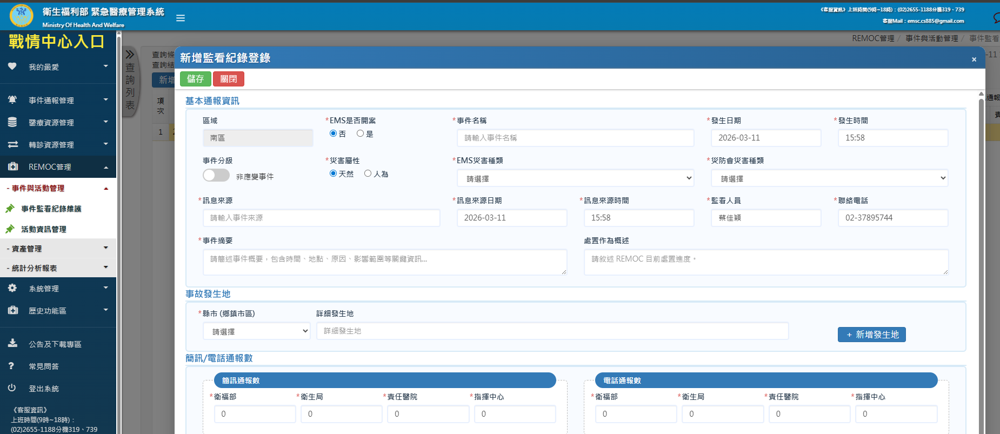 衛生福利部 緊急醫療管理系統
Ministry Of Health And Welfare
《客服資訊》上班時間(9時~18時)：(02)2655-1188分機319、739
客服Mail：emsc.cs885@gmail.com
戰情中心入口
我的最愛
事件通報管理
醫療資源管理
轉診資源管理
REMOC管理
- 事件與活動管理
事件監看紀錄維護
活動資訊管理
- 資產管理
- 統計分析報表
系統管理
歷史功能區
公告及下載專區
常見問答
登出系統
《客服資訊》
上班時間(9時~18時)：
(02)2655-1188分機319、739
REMOC管理 / 事件與活動管理 / 事件監看
查詢列表
查詢條
查詢結
-11
新增
項次
通報
1
新增監看紀錄登錄
×
儲存
關閉
基本通報資訊
區域
*EMS是否開案
*事件名稱
*發生日期
*發生時間
南區
否
是
請輸入事件名稱
2026-03-11
15:58
事件分級
*災害屬性
*EMS災害種類
*災防會災害種類
非應變事件
天然
人為
請選擇
請選擇
*訊息來源
*訊息來源日期
*訊息來源時間
*監看人員
*聯絡電話
請輸入事件來源
2026-03-11
15:58
蔡佳穎
02-37895744
*事件摘要
處置作為概述
請簡述事件概要，包含時間、地點、原因、影響範圍等關鍵資訊...
請敘述 REMOC 目前處置進度。
事故發生地
*縣市 (鄉鎮市區)
詳細發生地
請選擇
詳細發生地
+ 新增發生地
簡訊/電話通報數
簡訊通報數
電話通報數
*衛福部
*衛生局
*責任醫院
*指揮中心
*衛福部
*衛生局
*責任醫院
*指揮中心
0
0
0
0
0
0
0
0